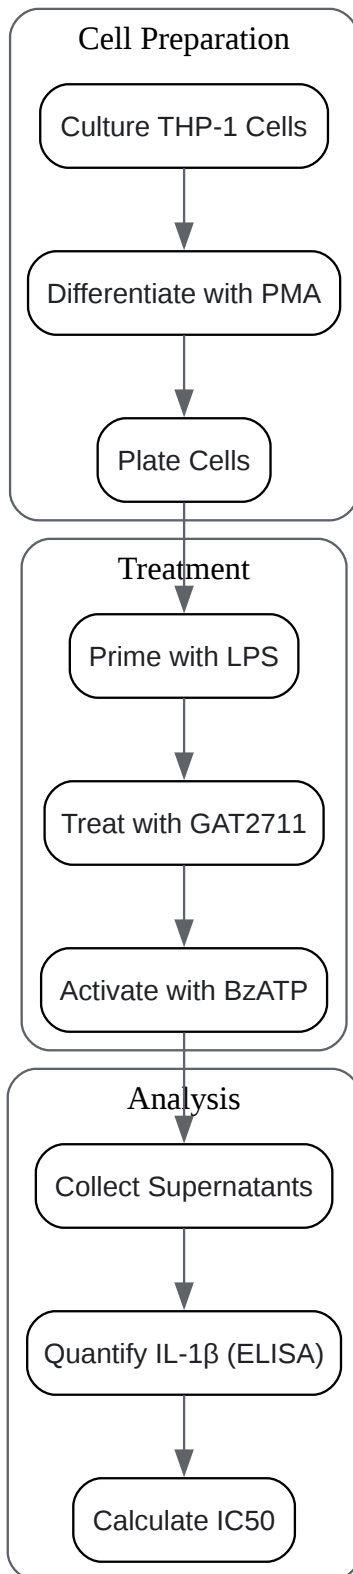 Cell Preparation
Culture THP-1 Cells
Differentiate with PMA
Plate Cells
Treatment
Prime with LPS
Treat with GAT2711
Activate with BzATP
Analysis
Collect Supernatants
Quantify IL-1β (ELISA)
Calculate IC50